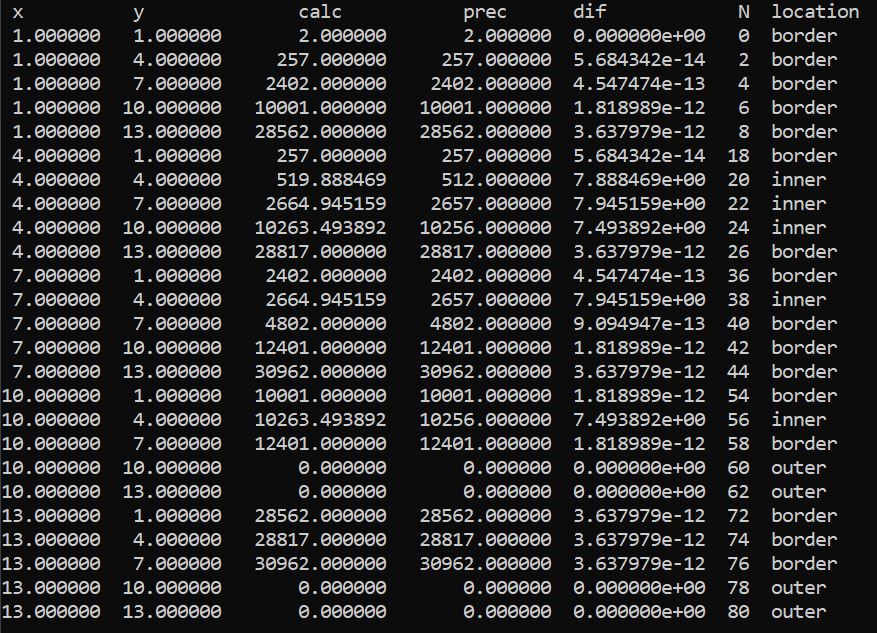 x y calc prec dif N location
1.000000 1.000000 2.000000 2.000000 0.000000e+00 0 border
1.000000 4.000000 257.000000 257.000000 5.684342e-14 2 border
1.000000 7.000000 2402.000000 2402.000000 4.547474e-13 4 border
1.000000 10.000000 10001.000000 10001.000000 1.818989e-12 6 border
1.000000 13.000000 28562.000000 28562.000000 3.637979e-12 8 border
4.000000 1.000000 257.000000 257.000000 5.684342e-14 18 border
4.000000 4.000000 519.888469 512.000000 7.888469e+00 20 inner
4.000000 7.000000 2664.945159 2657.000000 7.945159e+00 22 inner
4.000000 10.000000 10263.493892 10256.000000 7.493892e+00 24 inner
4.000000 13.000000 28817.000000 28817.000000 3.637979e-12 26 border
7.000000 1.000000 2402.000000 2402.000000 4.547474e-13 36 border
7.000000 4.000000 2664.945159 2657.000000 7.945159e+00 38 inner
7.000000 7.000000 4802.000000 4802.000000 9.094947e-13 40 border
7.000000 10.000000 12401.000000 12401.000000 1.818989e-12 42 border
7.000000 13.000000 30962.000000 30962.000000 3.637979e-12 44 border
10.000000 1.000000 10001.000000 10001.000000 1.818989e-12 54 border
10.000000 4.000000 10263.493892 10256.000000 7.493892e+00 56 inner
10.000000 7.000000 12401.000000 12401.000000 1.818989e-12 58 border
10.000000 10.000000 0.000000 0.000000 0.000000e+00 60 outer
10.000000 13.000000 0.000000 0.000000 0.000000e+00 62 outer
13.000000 1.000000 28562.000000 28562.000000 3.637979e-12 72 border
13.000000 4.000000 28817.000000 28817.000000 3.637979e-12 74 border
13.000000 7.000000 30962.000000 30962.000000 3.637979e-12 76 border
13.000000 10.000000 0.000000 0.000000 0.000000e+00 78 outer
13.000000 13.000000 0.000000 0.000000 0.000000e+00 80 outer